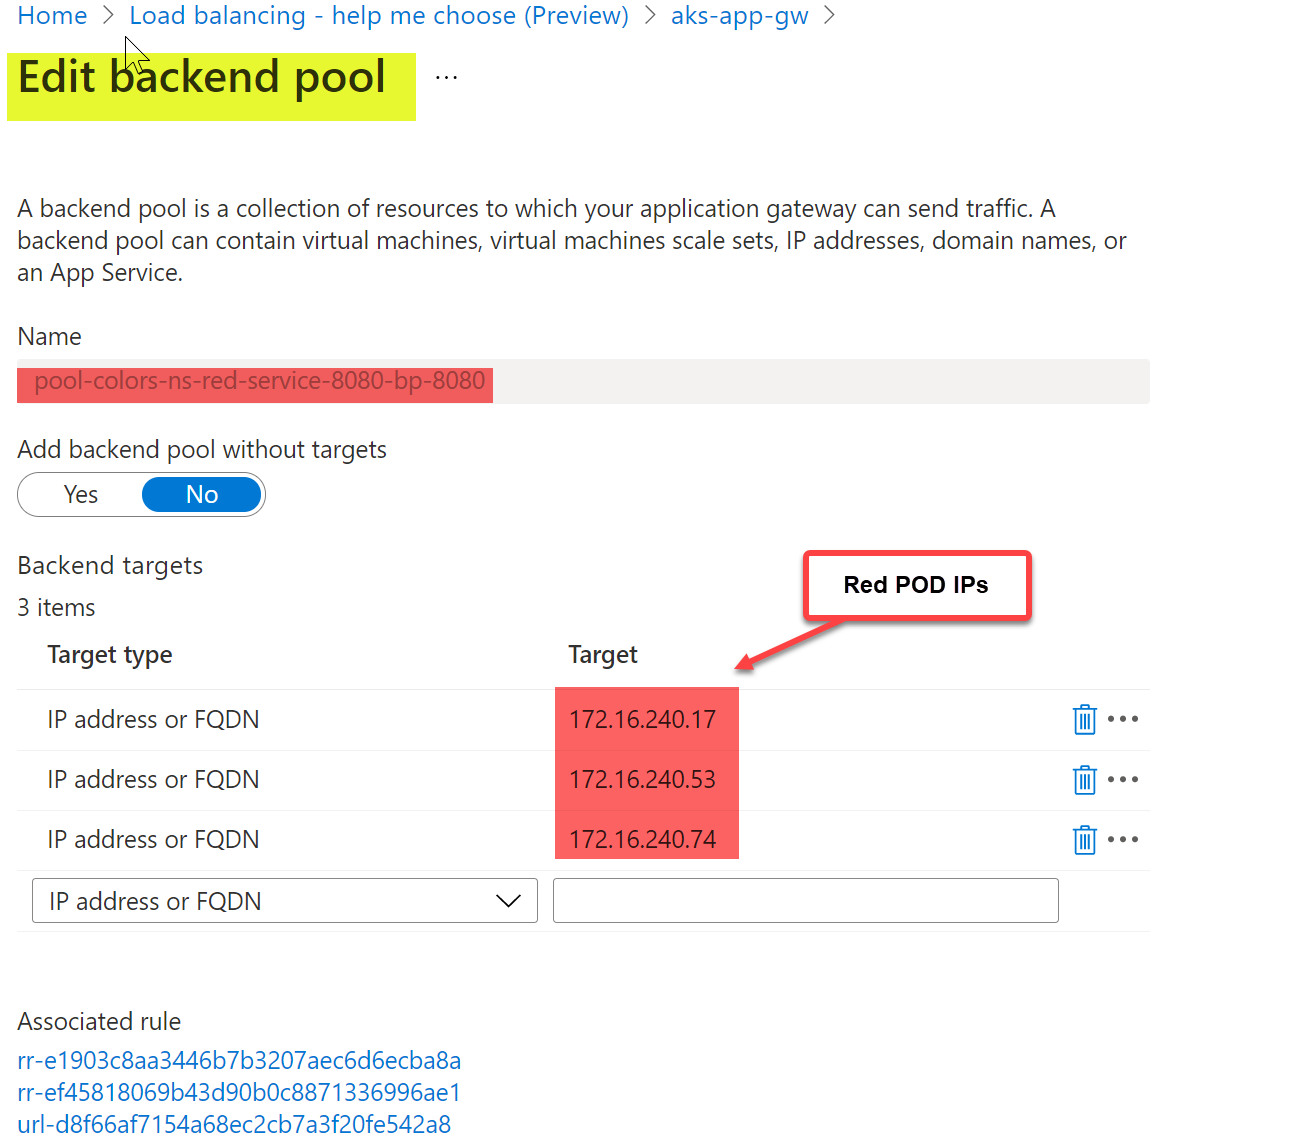 Home > Load balancing - help me choose (Preview) > aks-app-gw >
Edit backend pool ...
A backend pool is a collection of resources to which your application gateway can send traffic. A
backend pool can contain virtual machines, virtual machines scale sets, IP addresses, domain names, or
an App Service.
Name
pool-colors-ns-red-service-8080-bp-8080
Add backend pool without targets
Yes No
Backend targets
3 items
Red POD IPs
Target type Target
IP address or FQDN 172.16.240.17
IP address or FQDN 172.16.240.53
IP address or FQDN 172.16.240.74
IP address or FQDN
Associated rule
rr-e1903c8aa3446b7b3207aec6d6ecba8a
rr-ef45818069b43d90b0c8871336996ae1
url-d8f66af7154a68ec2cb7a3f20fe542a8